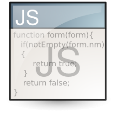 JS
function form(form){
if(notEmpty(form.nm)
{
return true;
}
return false;
}
JS